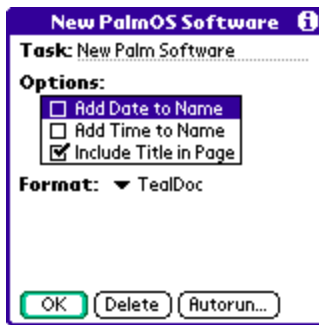 New PalmOS Software i
Task: New Palm Software
Options:
Add Date to Name
Add Time to Name
Include Title in Page
Format: TealDoc
OK Delete Autorun...